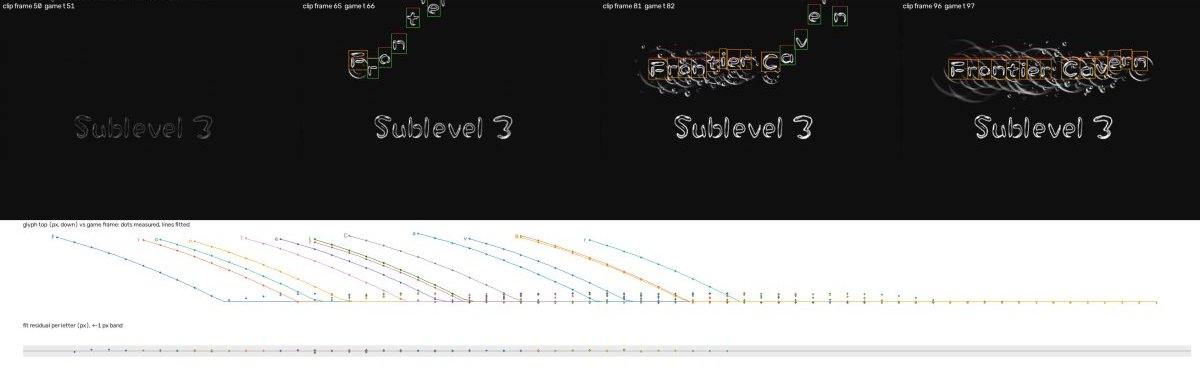 clip frame 50 game t 51
Sublevel 3
clip frame 65 game t 66
F r o n t i e
Sublevel 3
clip frame 81 game t 82
Frontier Cave n
Sublevel 3
clip frame 96 game t 97
Frontier Cavern
Sublevel 3
glyph top (px, down) vs game frame: dots measured, lines fitted
fit residual per letter (px), +-1 px band